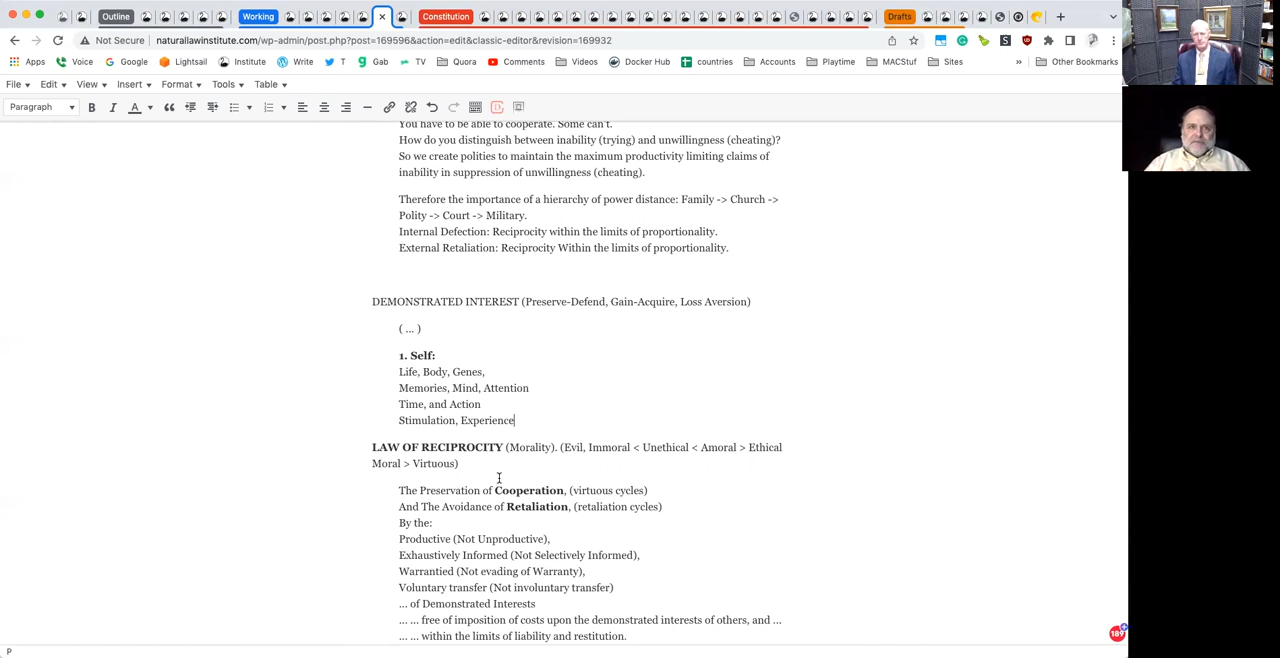 Outline
Working
Constitution
Drafts
Not Secure
naturallawinstitute.com/wp-admin/post.php?post=169596&action=edit&classic-editor&revision=169932
Apps Voice Google Lightsail Institute Write T Gab TV Quora Comments Videos Docker Hub countries Accounts Playtime MACStuf Sites » Other Bookmarks
File Edit View Insert Format Tools Table
Paragraph B I A
You have to be able to cooperate. Some can't.
How do you distinguish between inability (trying) and unwillingness (cheating)?
So we create polities to maintain the maximum productivity limiting claims of
inability in suppression of unwillingness (cheating).
Therefore the importance of a hierarchy of power distance: Family -> Church ->
Polity -> Court -> Military.
Internal Defection: Reciprocity within the limits of proportionality.
External Retaliation: Reciprocity Within the limits of proportionality.
DEMONSTRATED INTEREST (Preserve-Defend, Gain-Acquire, Loss Aversion)
( ... )
1. Self:
Life, Body, Genes,
Memories, Mind, Attention
Time, and Action
Stimulation, Experience
LAW OF RECIPROCITY (Morality). (Evil, Immoral < Unethical < Amoral > Ethical
Moral > Virtuous)
The Preservation of Cooperation, (virtuous cycles)
And The Avoidance of Retaliation, (retaliation cycles)
By the:
Productive (Not Unproductive),
Exhaustively Informed (Not Selectively Informed),
Warrantied (Not evading of Warranty),
Voluntary transfer (Not involuntary transfer)
... of Demonstrated Interests
... ... free of imposition of costs upon the demonstrated interests of others, and ...
... ... within the limits of liability and restitution.
189
P